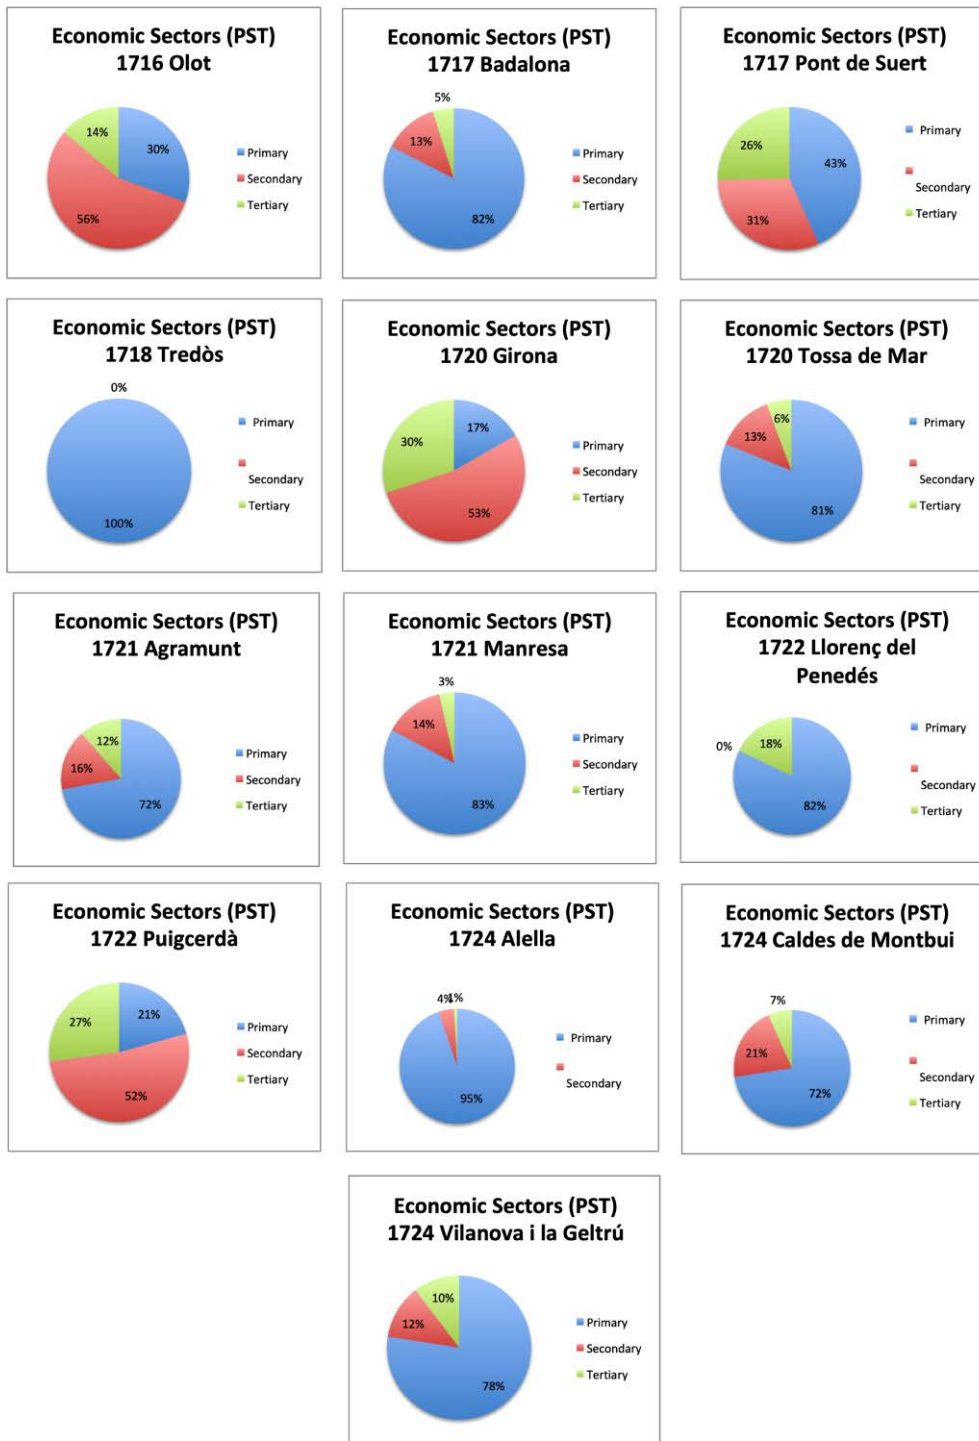 Economic Sectors (PST)
1716 Olot
14%
30%
56%
Primary
Secondary
Tertiary
Economic Sectors (PST)
1717 Badalona
5%
13%
82%
Primary
Secondary
Tertiary
Economic Sectors (PST)
1717 Pont de Suert
26%
43%
31%
Primary
Secondary
Tertiary
Economic Sectors (PST)
1718 Tredòs
0%
100%
Primary
Secondary
Tertiary
Economic Sectors (PST)
1720 Girona
17%
30%
53%
Primary
Secondary
Tertiary
Economic Sectors (PST)
1720 Tossa de Mar
6%
13%
81%
Primary
Secondary
Tertiary
Economic Sectors (PST)
1721 Agramunt
12%
16%
72%
Primary
Secondary
Tertiary
Economic Sectors (PST)
1721 Manresa
3%
14%
83%
Primary
Secondary
Tertiary
Economic Sectors (PST)
1722 Llorenç del
Penedés
0%
18%
82%
Primary
Secondary
Tertiary
Economic Sectors (PST)
1722 Puigcerdà
27%
21%
52%
Primary
Secondary
Tertiary
Economic Sectors (PST)
1724 Alella
4%
1%
95%
Primary
Secondary
Economic Sectors (PST)
1724 Caldes de Montbui
7%
21%
72%
Primary
Secondary
Tertiary
Economic Sectors (PST)
1724 Vilanova i la Geltrú
10%
12%
78%
Primary
Secondary
Tertiary